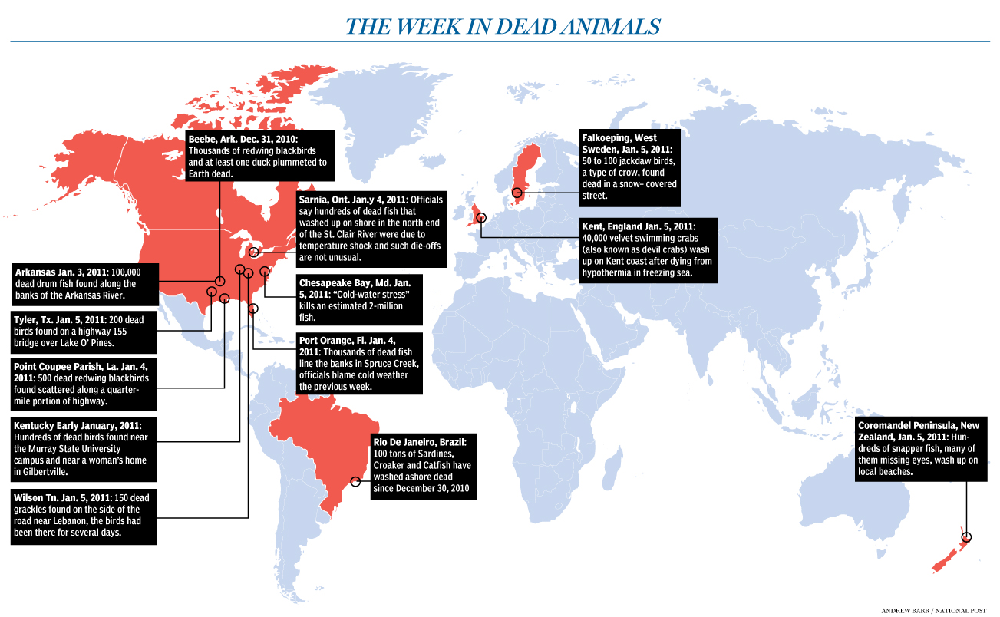 THE WEEK IN DEAD ANIMALS
Beebe, Ark. Dec. 31, 2010:
Thousands of redwing blackbirds
and at least one duck plummeted to
Earth dead.
Sarnia, Ont. Jan.y 4, 2011: Officials
say hundreds of dead fish that
washed up on shore in the north end
of the St. Clair River were due to
temperature shock and such die-offs
are not unusual.
Falkoeping, West
Sweden, Jan. 5, 2011:
50 to 100 jackdaw birds,
a type of crow, found
dead in a snow– covered
street.
Kent, England Jan. 5, 2011:
40,000 velvet swimming crabs
(also known as devil crabs) wash
up on Kent coast after dying from
hypothermia in freezing sea.
Arkansas Jan. 3, 2011: 100,000
dead drum fish found along the
banks of the Arkansas River.
Chesapeake Bay, Md. Jan.
5, 2011: “Cold-water stress”
kills an estimated 2-million
fish.
Tyler, Tx. Jan. 5, 2011: 200 dead
birds found on a highway 155
bridge over Lake O’ Pines.
Port Orange, Fl. Jan. 4,
2011: Thousands of dead fish
line the banks in Spruce Creek,
officials blame cold weather
the previous week.
Point Coupee Parish, La. Jan. 4,
2011: 500 dead redwing blackbirds
found scattered along a quarter-
mile portion of highway.
Kentucky Early January, 2011:
Hundreds of dead birds found near
the Murray State University
campus and near a woman’s home
in Gilbertville.
Rio De Janeiro, Brazil:
100 tons of Sardines,
Croaker and Catfish have
washed ashore dead
since December 30, 2010
Coromandel Peninsula, New
Zealand, Jan. 5, 2011: Hun-
dreds of snapper fish, many of
them missing eyes, wash up on
local beaches.
Wilson Tn. Jan. 5, 2011: 150 dead
grackles found on the side of the
road near Lebanon, the birds had
been there for several days.
ANDREW BARR / NATIONAL POST